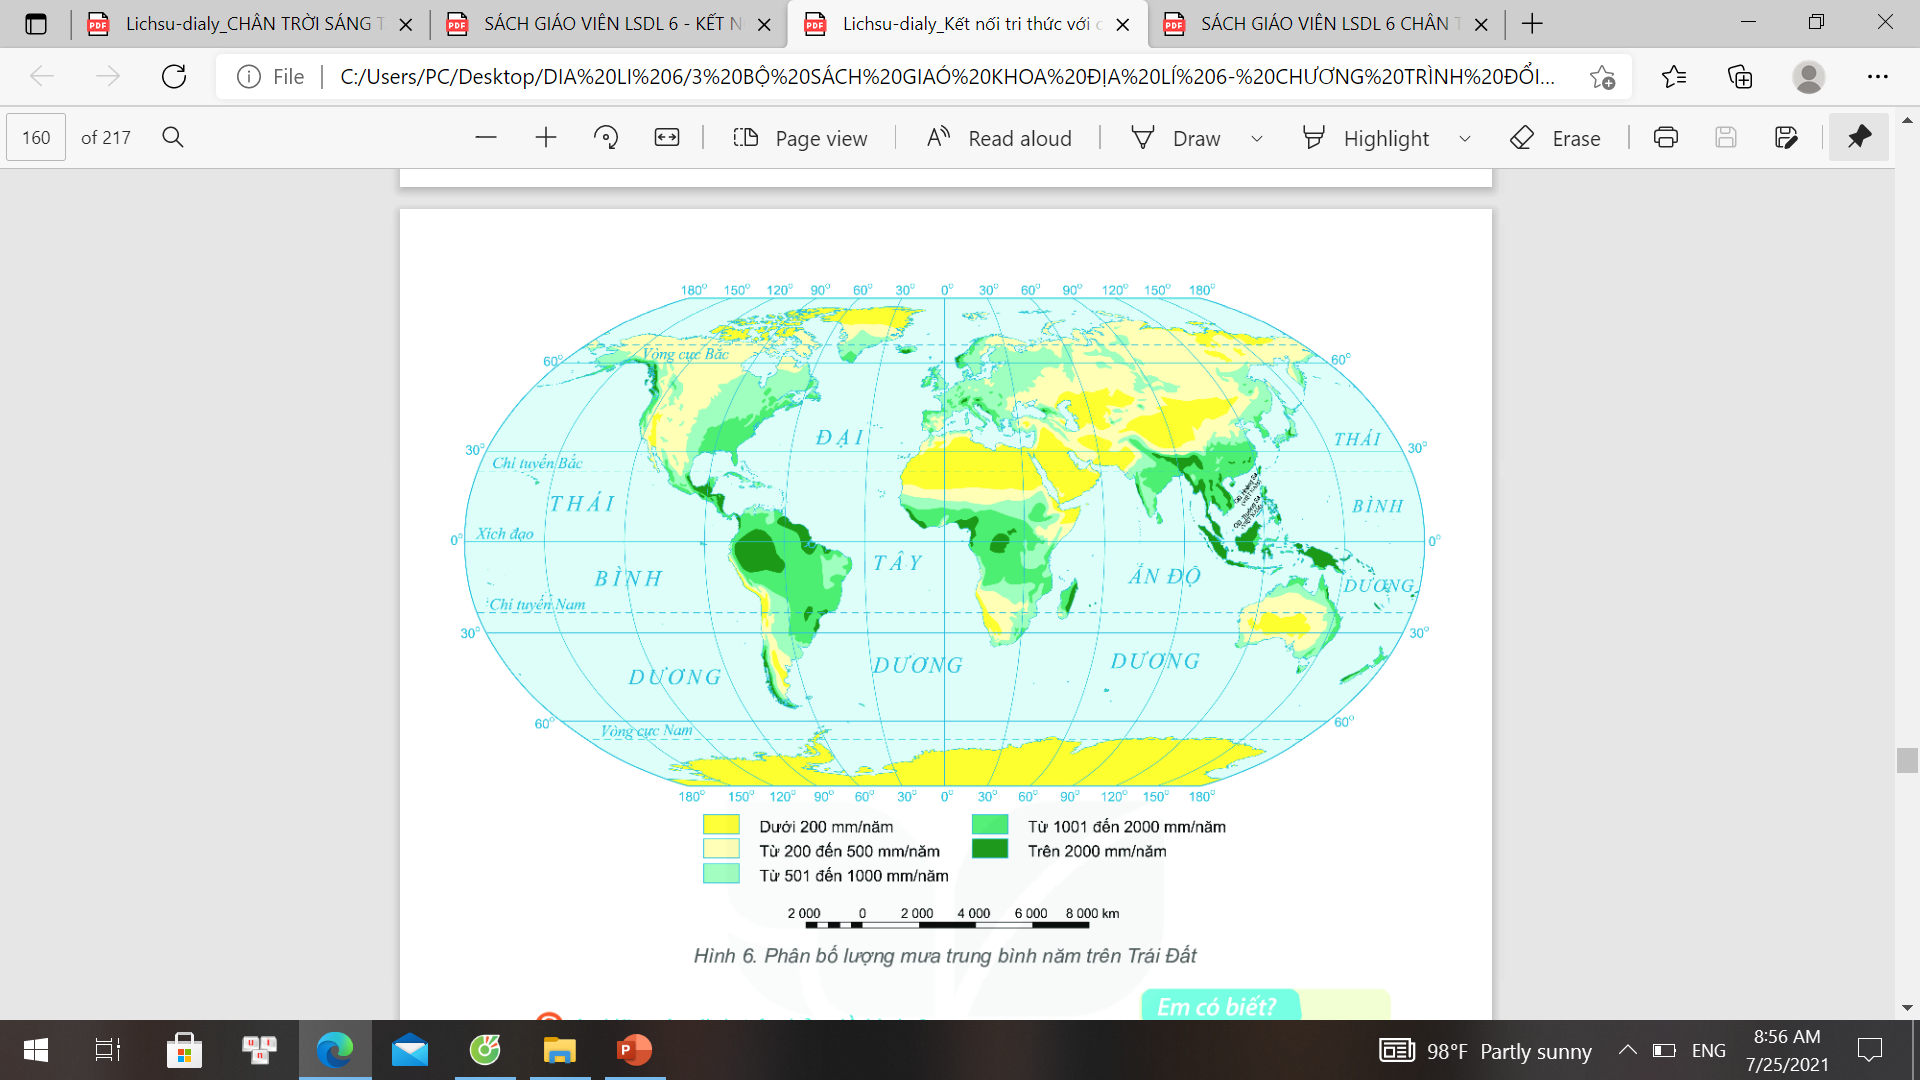 Lichsu-dialy_CHÂN TRỜI SÁNG T
SÁCH GIÁO VIÊN LSDL 6 - KẾT N
Lichsu-dialy_Kết nối tri thức với c
SÁCH GIÁO VIÊN LSDL 6 CHÂN T
File
C:/Users/PC/Desktop/DIA%20LI%206/3%20BỘ%20SÁCH%20GIAÓ%20KHOA%20ĐỊA%20LÍ%206-%20CHƯƠNG%20TRÌNH%20ĐỔI...
160 of 217
Page view
Read aloud
Draw
Highlight
Erase
180° 150° 120° 90° 60° 30° 0° 30° 60° 90° 120° 150° 180°
Vòng cực Bắc
60° 60°
ĐẠI
THÁI
30° 30°
Chí tuyến Bắc
THÁI
BÌNH
Xích đạo
0° 0°
TÂY
BÌNH
ẤN ĐỘ
DƯƠNG
Chí tuyến Nam
30° 30°
DƯƠNG
DƯƠNG
DƯƠNG
60° 60°
Vòng cực Nam
180° 150° 120° 90° 60° 30° 0° 30° 60° 90° 120° 150° 180°
Dưới 200 mm/năm
Từ 200 đến 500 mm/năm
Từ 501 đến 1000 mm/năm
Từ 1001 đến 2000 mm/năm
Trên 2000 mm/năm
2 000 0 2 000 4 000 6 000 8 000 km
Hình 6. Phân bố lượng mưa trung bình năm trên Trái Đất
Em có biết?
98°F Partly sunny
ENG
8:56 AM
7/25/2021